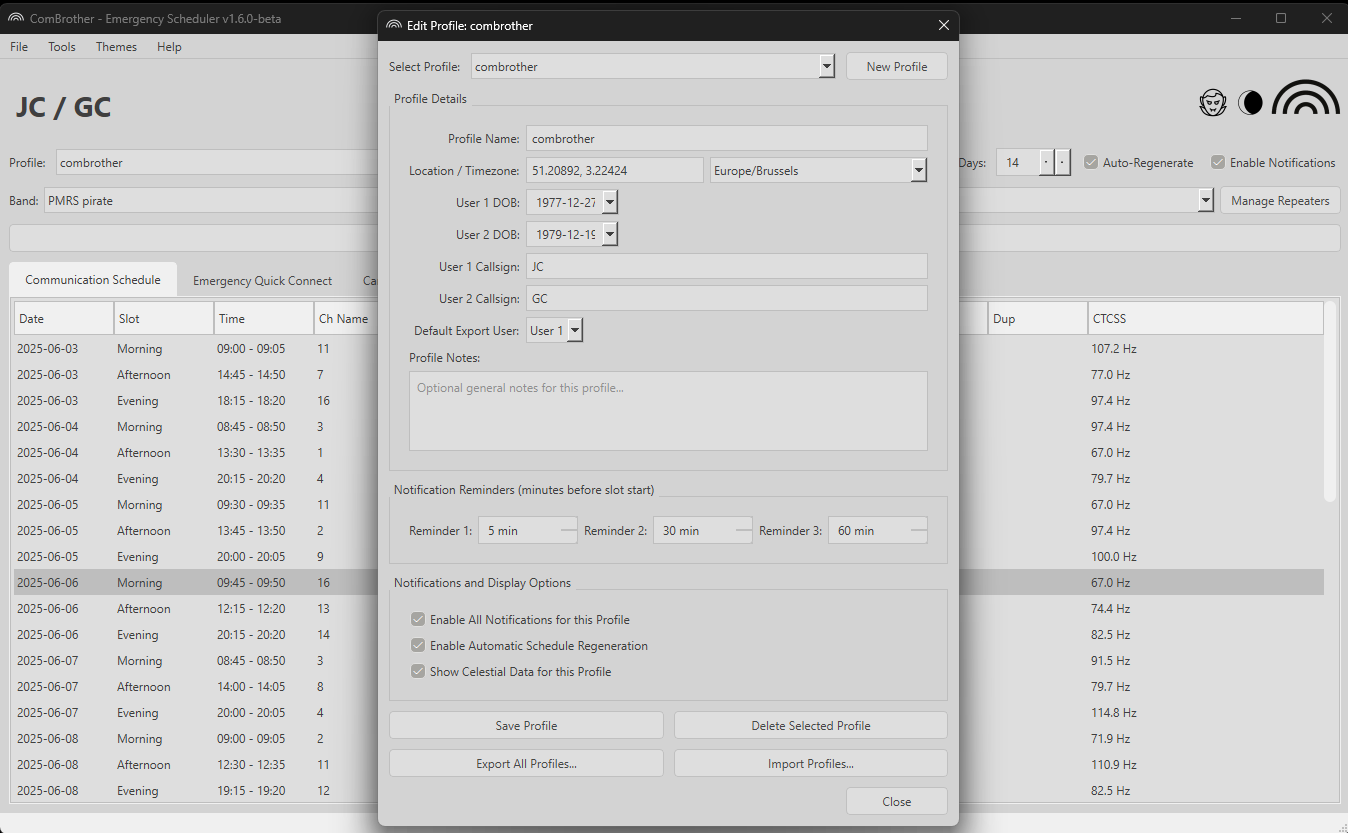 ComBrother - Emergency Scheduler v1.6.0-beta
File Tools Themes Help
JC / GC
Profile: combrother
Days: 14 Auto-Regenerate Enable Notifications
Band: PMRS pirate
Manage Repeaters
Communication Schedule Emergency Quick Connect Ca
Date Slot Time Ch Name Dup CTCSS
2025-06-03 Morning 09:00 - 09:05 11 107.2 Hz
2025-06-03 Afternoon 14:45 - 14:50 7 77.0 Hz
2025-06-03 Evening 18:15 - 18:20 16 97.4 Hz
2025-06-04 Morning 08:45 - 08:50 3 97.4 Hz
2025-06-04 Afternoon 13:30 - 13:35 1 67.0 Hz
2025-06-04 Evening 20:15 - 20:20 4 79.7 Hz
2025-06-05 Morning 09:30 - 09:35 11 67.0 Hz
2025-06-05 Afternoon 13:45 - 13:50 2 97.4 Hz
2025-06-05 Evening 20:00 - 20:05 9 100.0 Hz
2025-06-06 Morning 09:45 - 09:50 16 67.0 Hz
2025-06-06 Afternoon 12:15 - 12:20 13 74.4 Hz
2025-06-06 Evening 20:15 - 20:20 14 82.5 Hz
2025-06-07 Morning 08:45 - 08:50 3 91.5 Hz
2025-06-07 Afternoon 14:00 - 14:05 8 79.7 Hz
2025-06-07 Evening 20:00 - 20:05 4 114.8 Hz
2025-06-08 Morning 09:00 - 09:05 2 71.9 Hz
2025-06-08 Afternoon 12:30 - 12:35 11 110.9 Hz
2025-06-08 Evening 19:15 - 19:20 12 82.5 Hz
Edit Profile: combrother
Select Profile: combrother New Profile
Profile Details
Profile Name: combrother
Location / Timezone: 51.20892, 3.22424 Europe/Brussels
User 1 DOB: 1977-12-27
User 2 DOB: 1979-12-19
User 1 Callsign: JC
User 2 Callsign: GC
Default Export User: User 1
Profile Notes:
Optional general notes for this profile...
Notification Reminders (minutes before slot start)
Reminder 1: 5 min Reminder 2: 30 min Reminder 3: 60 min
Notifications and Display Options
Enable All Notifications for this Profile
Enable Automatic Schedule Regeneration
Show Celestial Data for this Profile
Save Profile Delete Selected Profile
Export All Profiles... Import Profiles...
Close